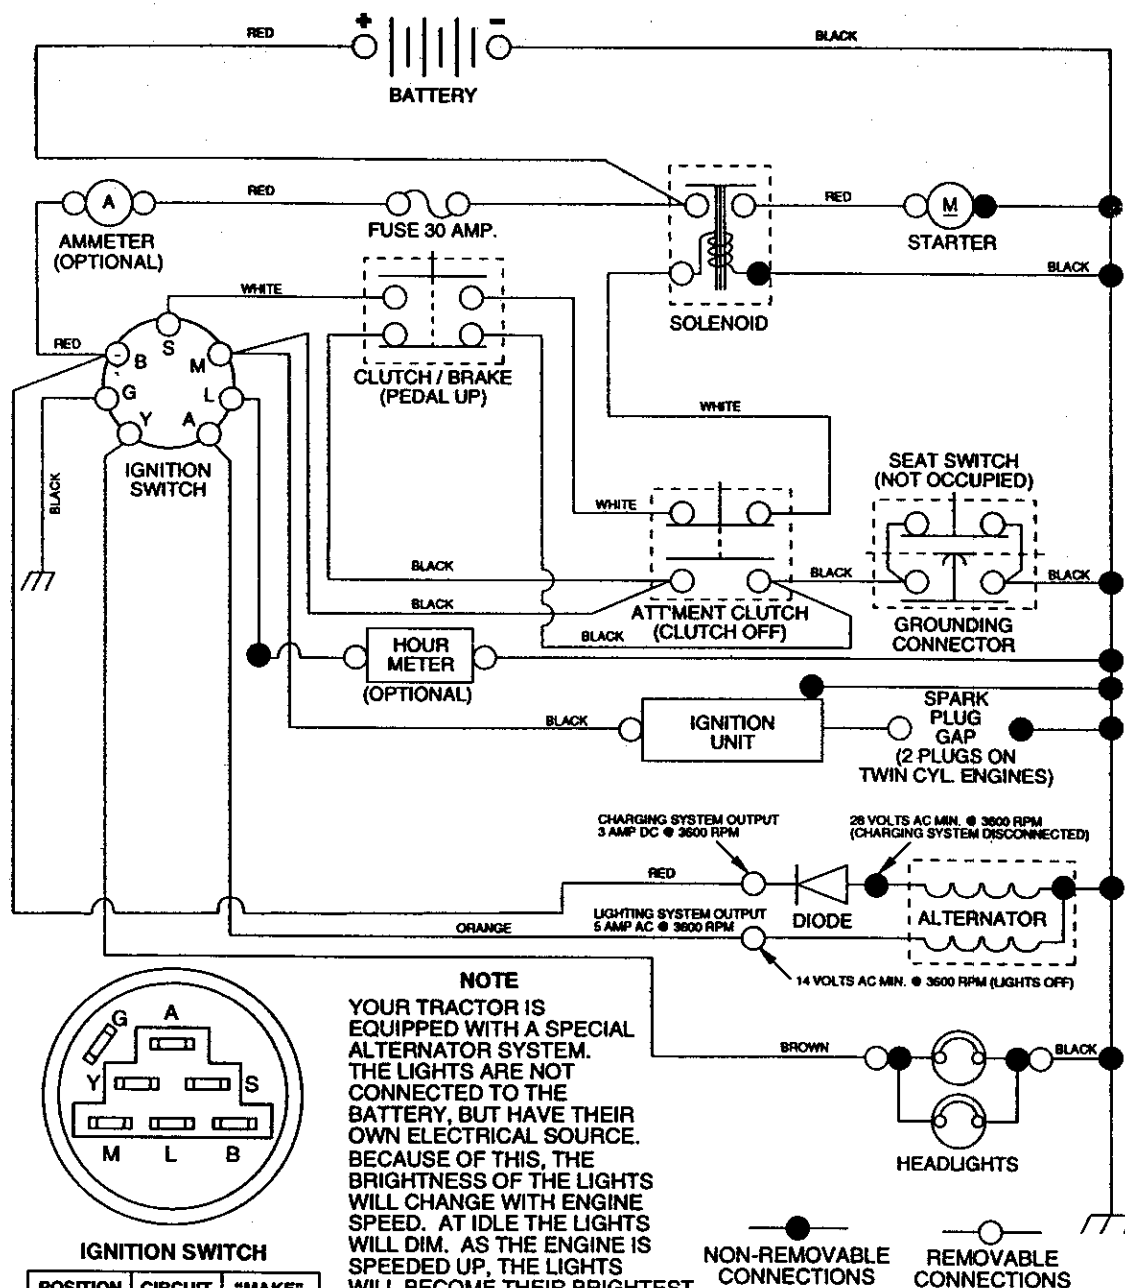 +
-
RED
BLACK
BATTERY
A
RED
RED
M
FUSE 30 AMP.
AMMETER
(OPTIONAL)
STARTER
BLACK
WHITE
SOLENOID
RED
S
B
M
G
L
Y
A
CLUTCH / BRAKE
(PEDAL UP)
WHITE
IGNITION
SWITCH
BLACK
SEAT SWITCH
(NOT OCCUPIED)
WHITE
BLACK
BLACK
BLACK
BLACK
ATT'MENT CLUTCH
(CLUTCH OFF)
GROUNDING
CONNECTOR
BLACK
HOUR
METER
(OPTIONAL)
BLACK
IGNITION
UNIT
SPARK
PLUG
GAP
(2 PLUGS ON
TWIN CYL. ENGINES)
CHARGING SYSTEM OUTPUT
3 AMP DC @ 3600 RPM
28 VOLTS AC MIN. @ 3600 RPM
(CHARGING SYSTEM DISCONNECTED)
RED
DIODE
ALTERNATOR
LIGHTING SYSTEM OUTPUT
5 AMP AC @ 3600 RPM
ORANGE
14 VOLTS AC MIN. @ 3600 RPM (LIGHTS OFF)
BROWN
BLACK
HEADLIGHTS
G
A
Y
S
M
L
B
IGNITION SWITCH
POSITION CIRCUIT "MAKE"
NOTE
YOUR TRACTOR IS
EQUIPPED WITH A SPECIAL
ALTERNATOR SYSTEM.
THE LIGHTS ARE NOT
CONNECTED TO THE
BATTERY, BUT HAVE THEIR
OWN ELECTRICAL SOURCE.
BECAUSE OF THIS, THE
BRIGHTNESS OF THE LIGHTS
WILL CHANGE WITH ENGINE
SPEED. AT IDLE THE LIGHTS
WILL DIM. AS THE ENGINE IS
SPEEDED UP, THE LIGHTS
WILL BECOME THEIR BRIGHTEST
NON-REMOVABLE
CONNECTIONS
REMOVABLE
CONNECTIONS